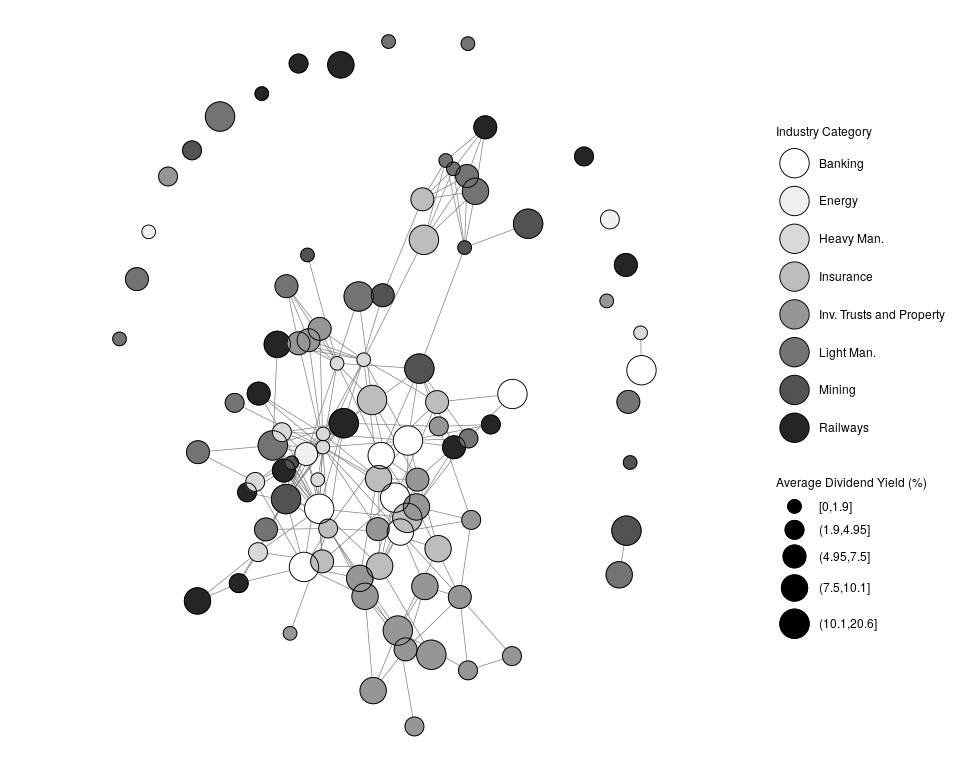 Industry Category
Banking
Energy
Heavy Man.
Insurance
Inv. Trusts and Property
Light Man.
Mining
Railways
Average Dividend Yield (%)
[0,1.9]
(1.9,4.95]
(4.95,7.5]
(7.5,10.1]
(10.1,20.6]